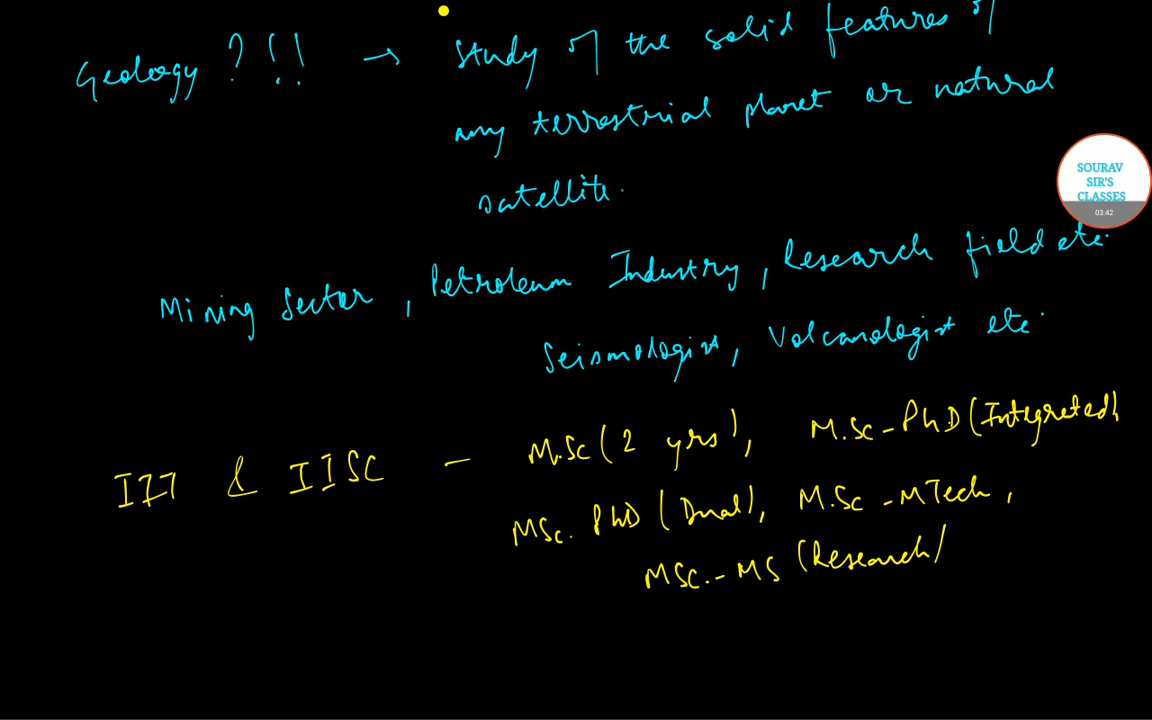 Geology ? !! → Study of the solid features of
any terrestrial planet or natural
satellite.
SOURAV
SIR'S
CLASSES
03:42
Mining Sector, Petroleum Industry, Research field etc.
Seismologist, Volcanologist etc.
IIT & IISC - M.Sc (2 yrs), M.Sc-PhD (Integreted),
MSc. PhD (Dual), M.Sc-MTech,
MSc.-MS (Research)